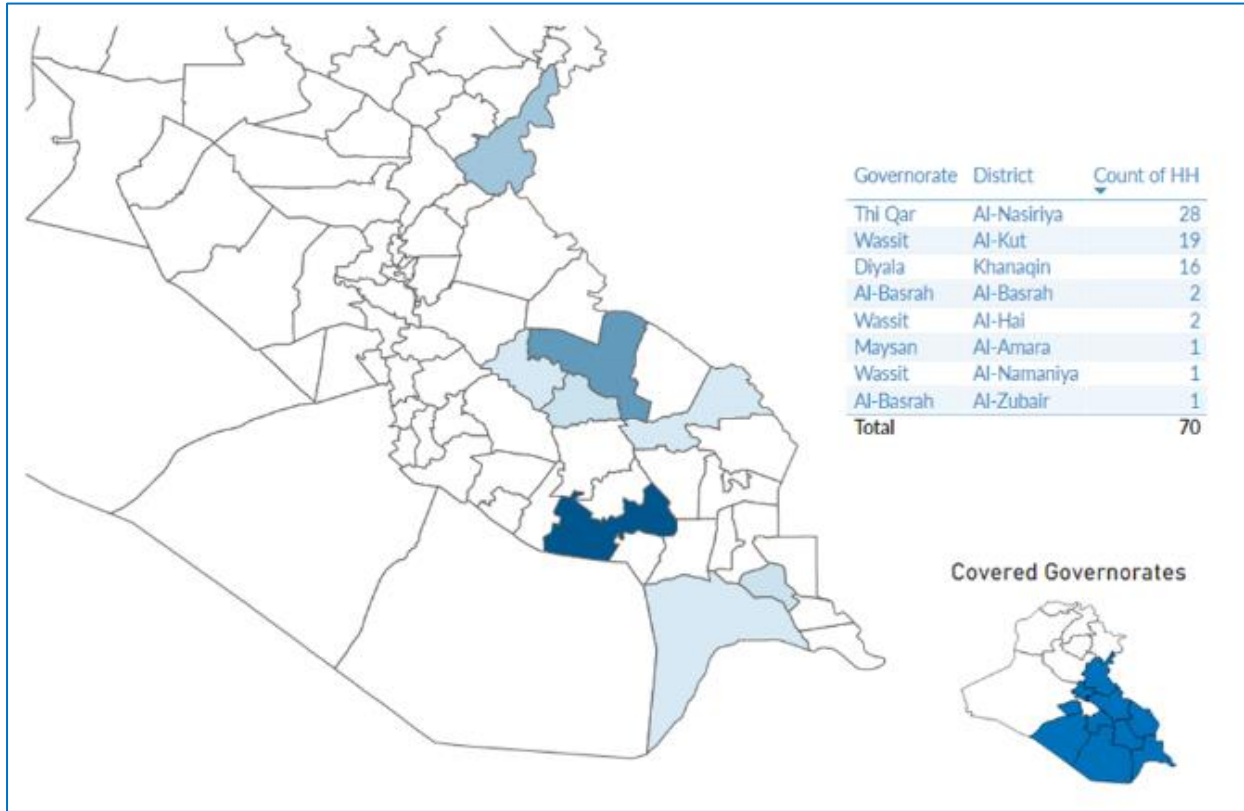 Governorate District Count of HH
Thi Qar Al-Nasiriya 28
Wassit Al-Kut 19
Diyala Khanaqin 16
Al-Basrah Al-Basrah 2
Wassit Al-Hai 2
Maysan Al-Amara 1
Wassit Al-Namaniya 1
Al-Basrah Al-Zubair 1
Total 70
Covered Governorates